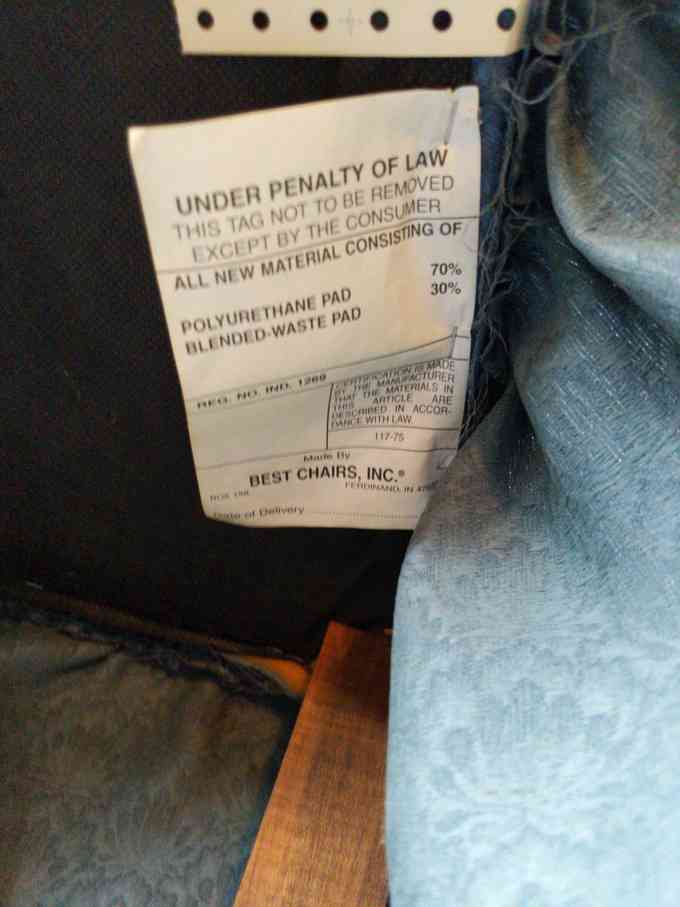 UNDER PENALTY OF LAW
THIS TAG NOT TO BE REMOVED
EXCEPT BY THE CONSUMER
ALL NEW MATERIAL CONSISTING OF
POLYURETHANE PAD 70%
BLENDED-WASTE PAD 30%
REG. NO. IND. 1269
CERTIFICATION IS MADE
BY THE MANUFACTURER
THAT THE MATERIALS IN
THIS ARTICLE ARE
DESCRIBED IN ACCOR-
DANCE WITH LAW.
117-75
Made By
BEST CHAIRS, INC.®
BOX 158 FERDINAND, IN
Date of Delivery